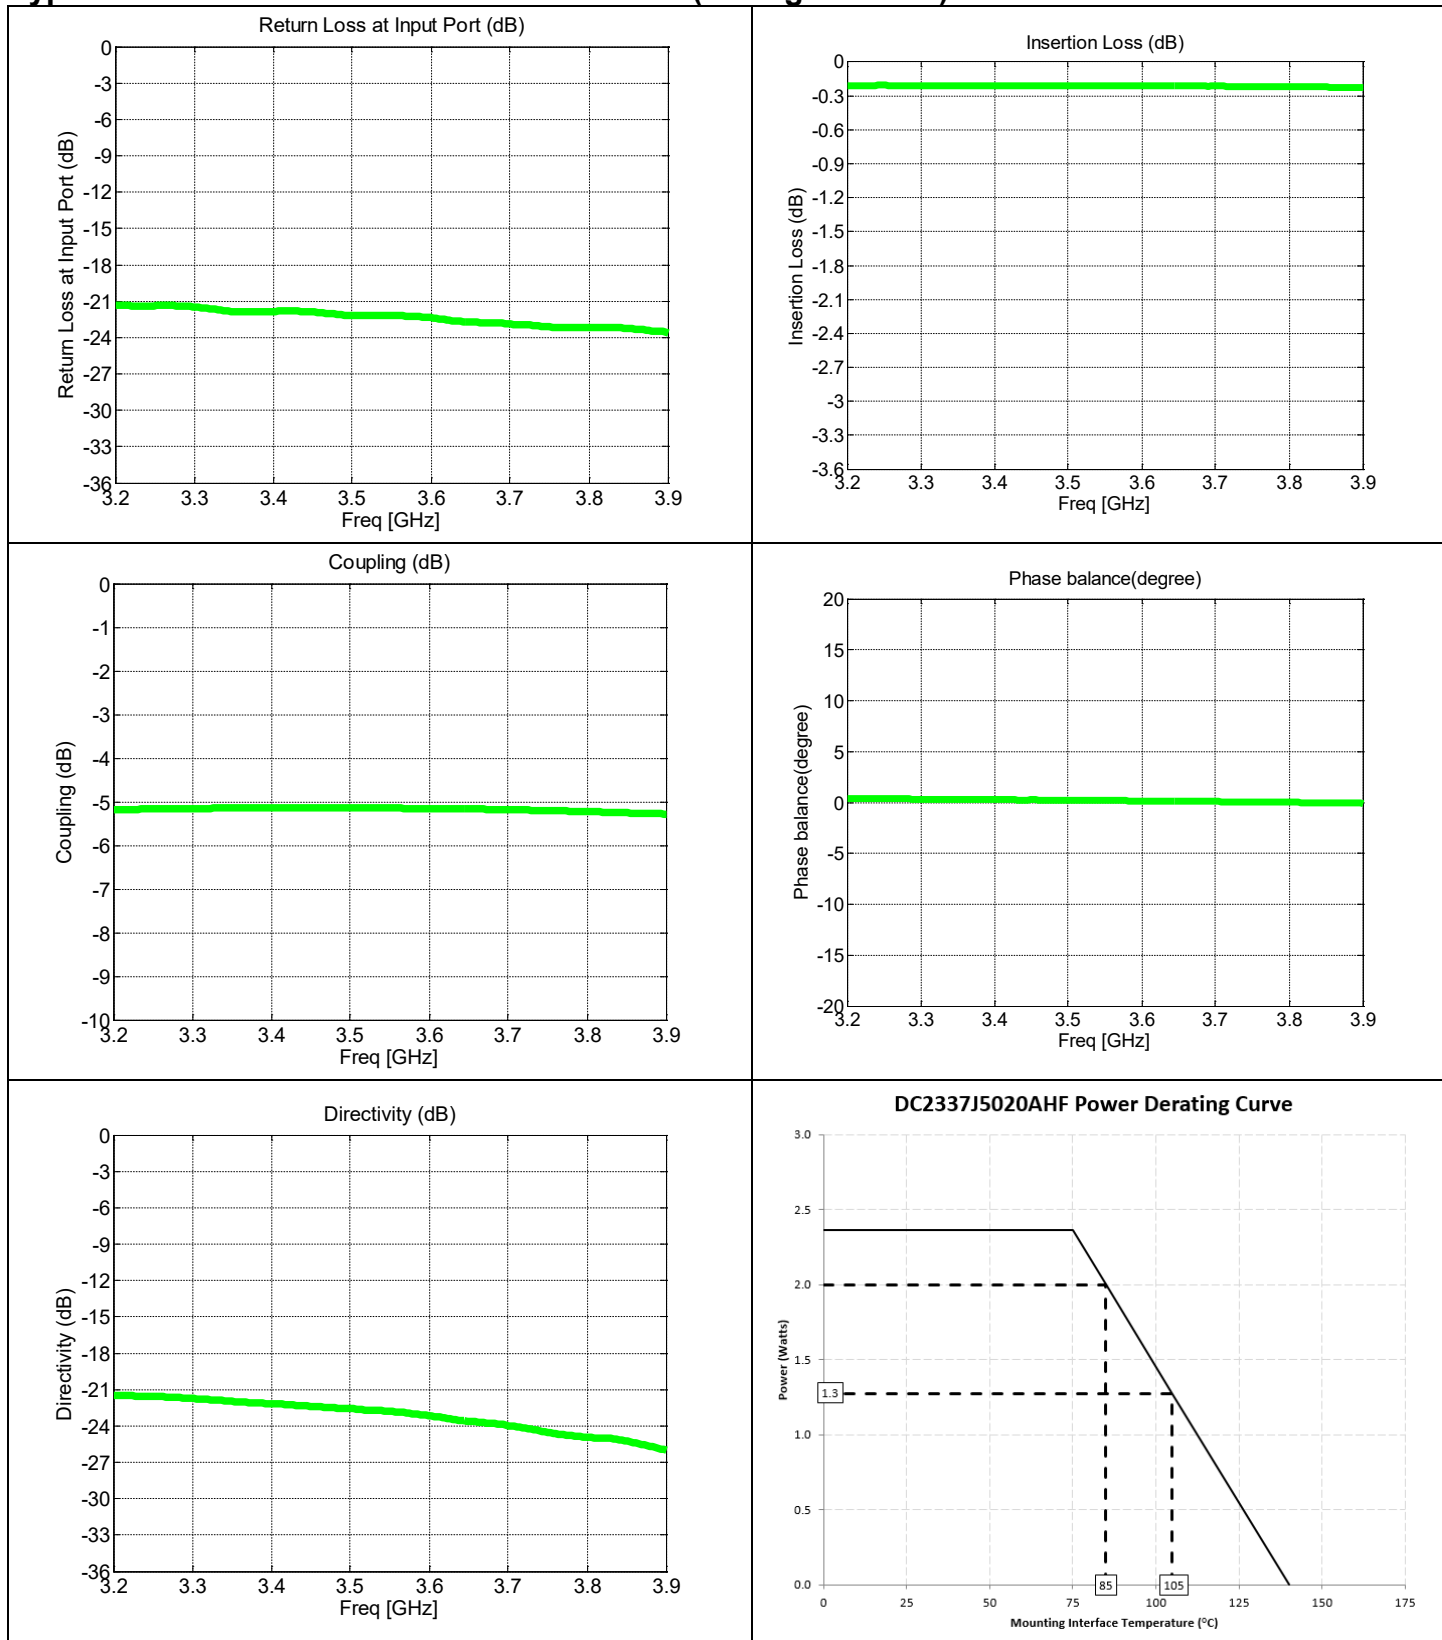 Return Loss at Input Port (dB)
Return Loss at Input Port (dB)
0
-3
-6
-9
-12
-15
-18
-21
-24
-27
-30
-33
-36
3.2 3.3 3.4 3.5 3.6 3.7 3.8 3.9
Freq [GHz]
Insertion Loss (dB)
Insertion Loss (dB)
0
-0.3
-0.6
-0.9
-1.2
-1.5
-1.8
-2.1
-2.4
-2.7
-3
-3.3
-3.6
3.2 3.3 3.4 3.5 3.6 3.7 3.8 3.9
Freq [GHz]
Coupling (dB)
Coupling (dB)
0
-1
-2
-3
-4
-5
-6
-7
-8
-9
-10
3.2 3.3 3.4 3.5 3.6 3.7 3.8 3.9
Freq [GHz]
Phase balance(degree)
Phase balance(degree)
20
15
10
5
0
-5
-10
-15
-20
3.2 3.3 3.4 3.5 3.6 3.7 3.8 3.9
Freq [GHz]
Directivity (dB)
Directivity (dB)
0
-3
-6
-9
-12
-15
-18
-21
-24
-27
-30
-33
-36
3.2 3.3 3.4 3.5 3.6 3.7 3.8 3.9
Freq [GHz]
DC2337J5020AHF Power Derating Curve
Power (Watts)
3.0
2.5
2.0
1.5
1.3
1.0
0.5
0.0
85 105
0 25 50 75 100 125 150 175
Mounting Interface Temperature (°C)